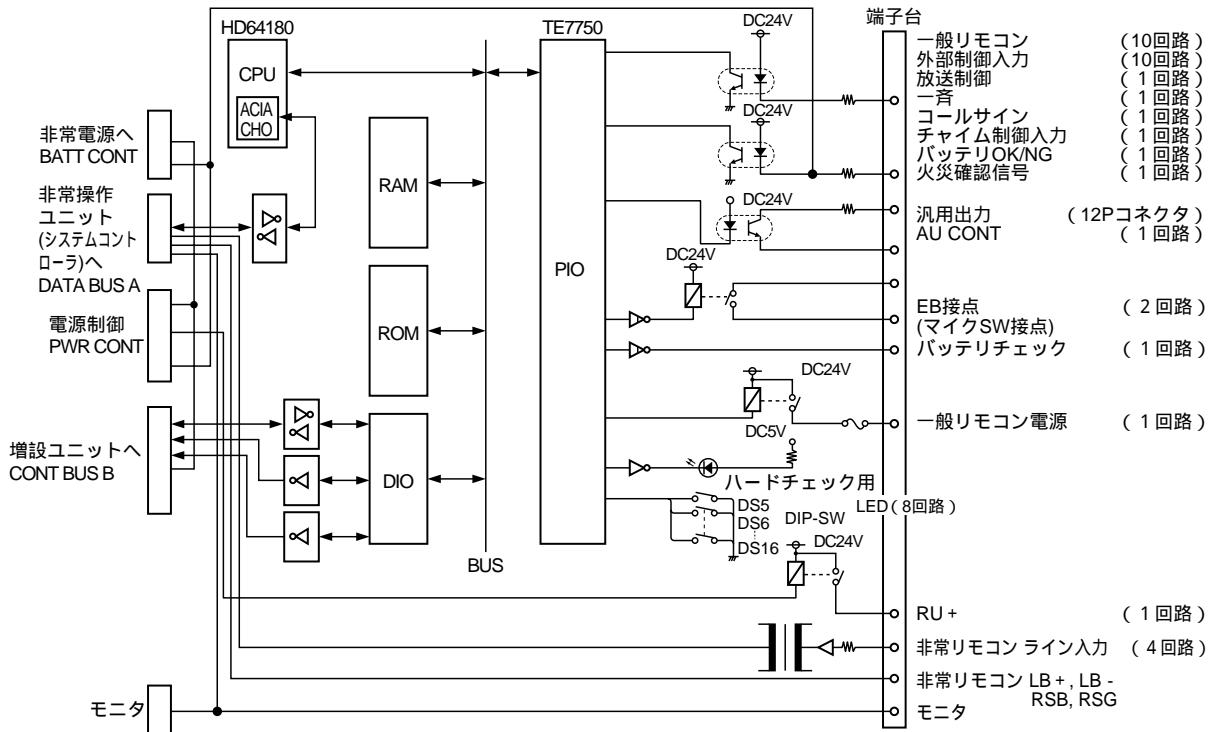 HD64180
CPU
ACIA
CHO
TE7750
PIO
RAM
ROM
DIO
BUS
非常電源へ
BATT CONT
非常操作
ユニット
(システムコント
ローラ)へ
DATA BUS A
電源制御
PWR CONT
増設ユニットへ
CONT BUS B
モニタ
DC24V
DC24V
DC24V
DC24V
DC24V
DC5V
ハードチェック用
LED（8回路）
DS5
DS6
DS16
DIP-SW
DC24V
端子台
一般リモコン （10回路）
外部制御入力 （10回路）
放送制御 （1回路）
一斉 （1回路）
コールサイン （1回路）
チャイム制御入力 （1回路）
バッテリOK/NG （1回路）
火災確認信号 （1回路）
汎用出力 （12Pコネクタ）
AU CONT （1回路）
EB接点 （2回路）
(マイクSW接点)
バッテリチェック （1回路）
一般リモコン電源 （1回路）
RU + （1回路）
非常リモコン ライン入力 （4回路）
非常リモコン LB + , LB -
RSB, RSG
モニタ